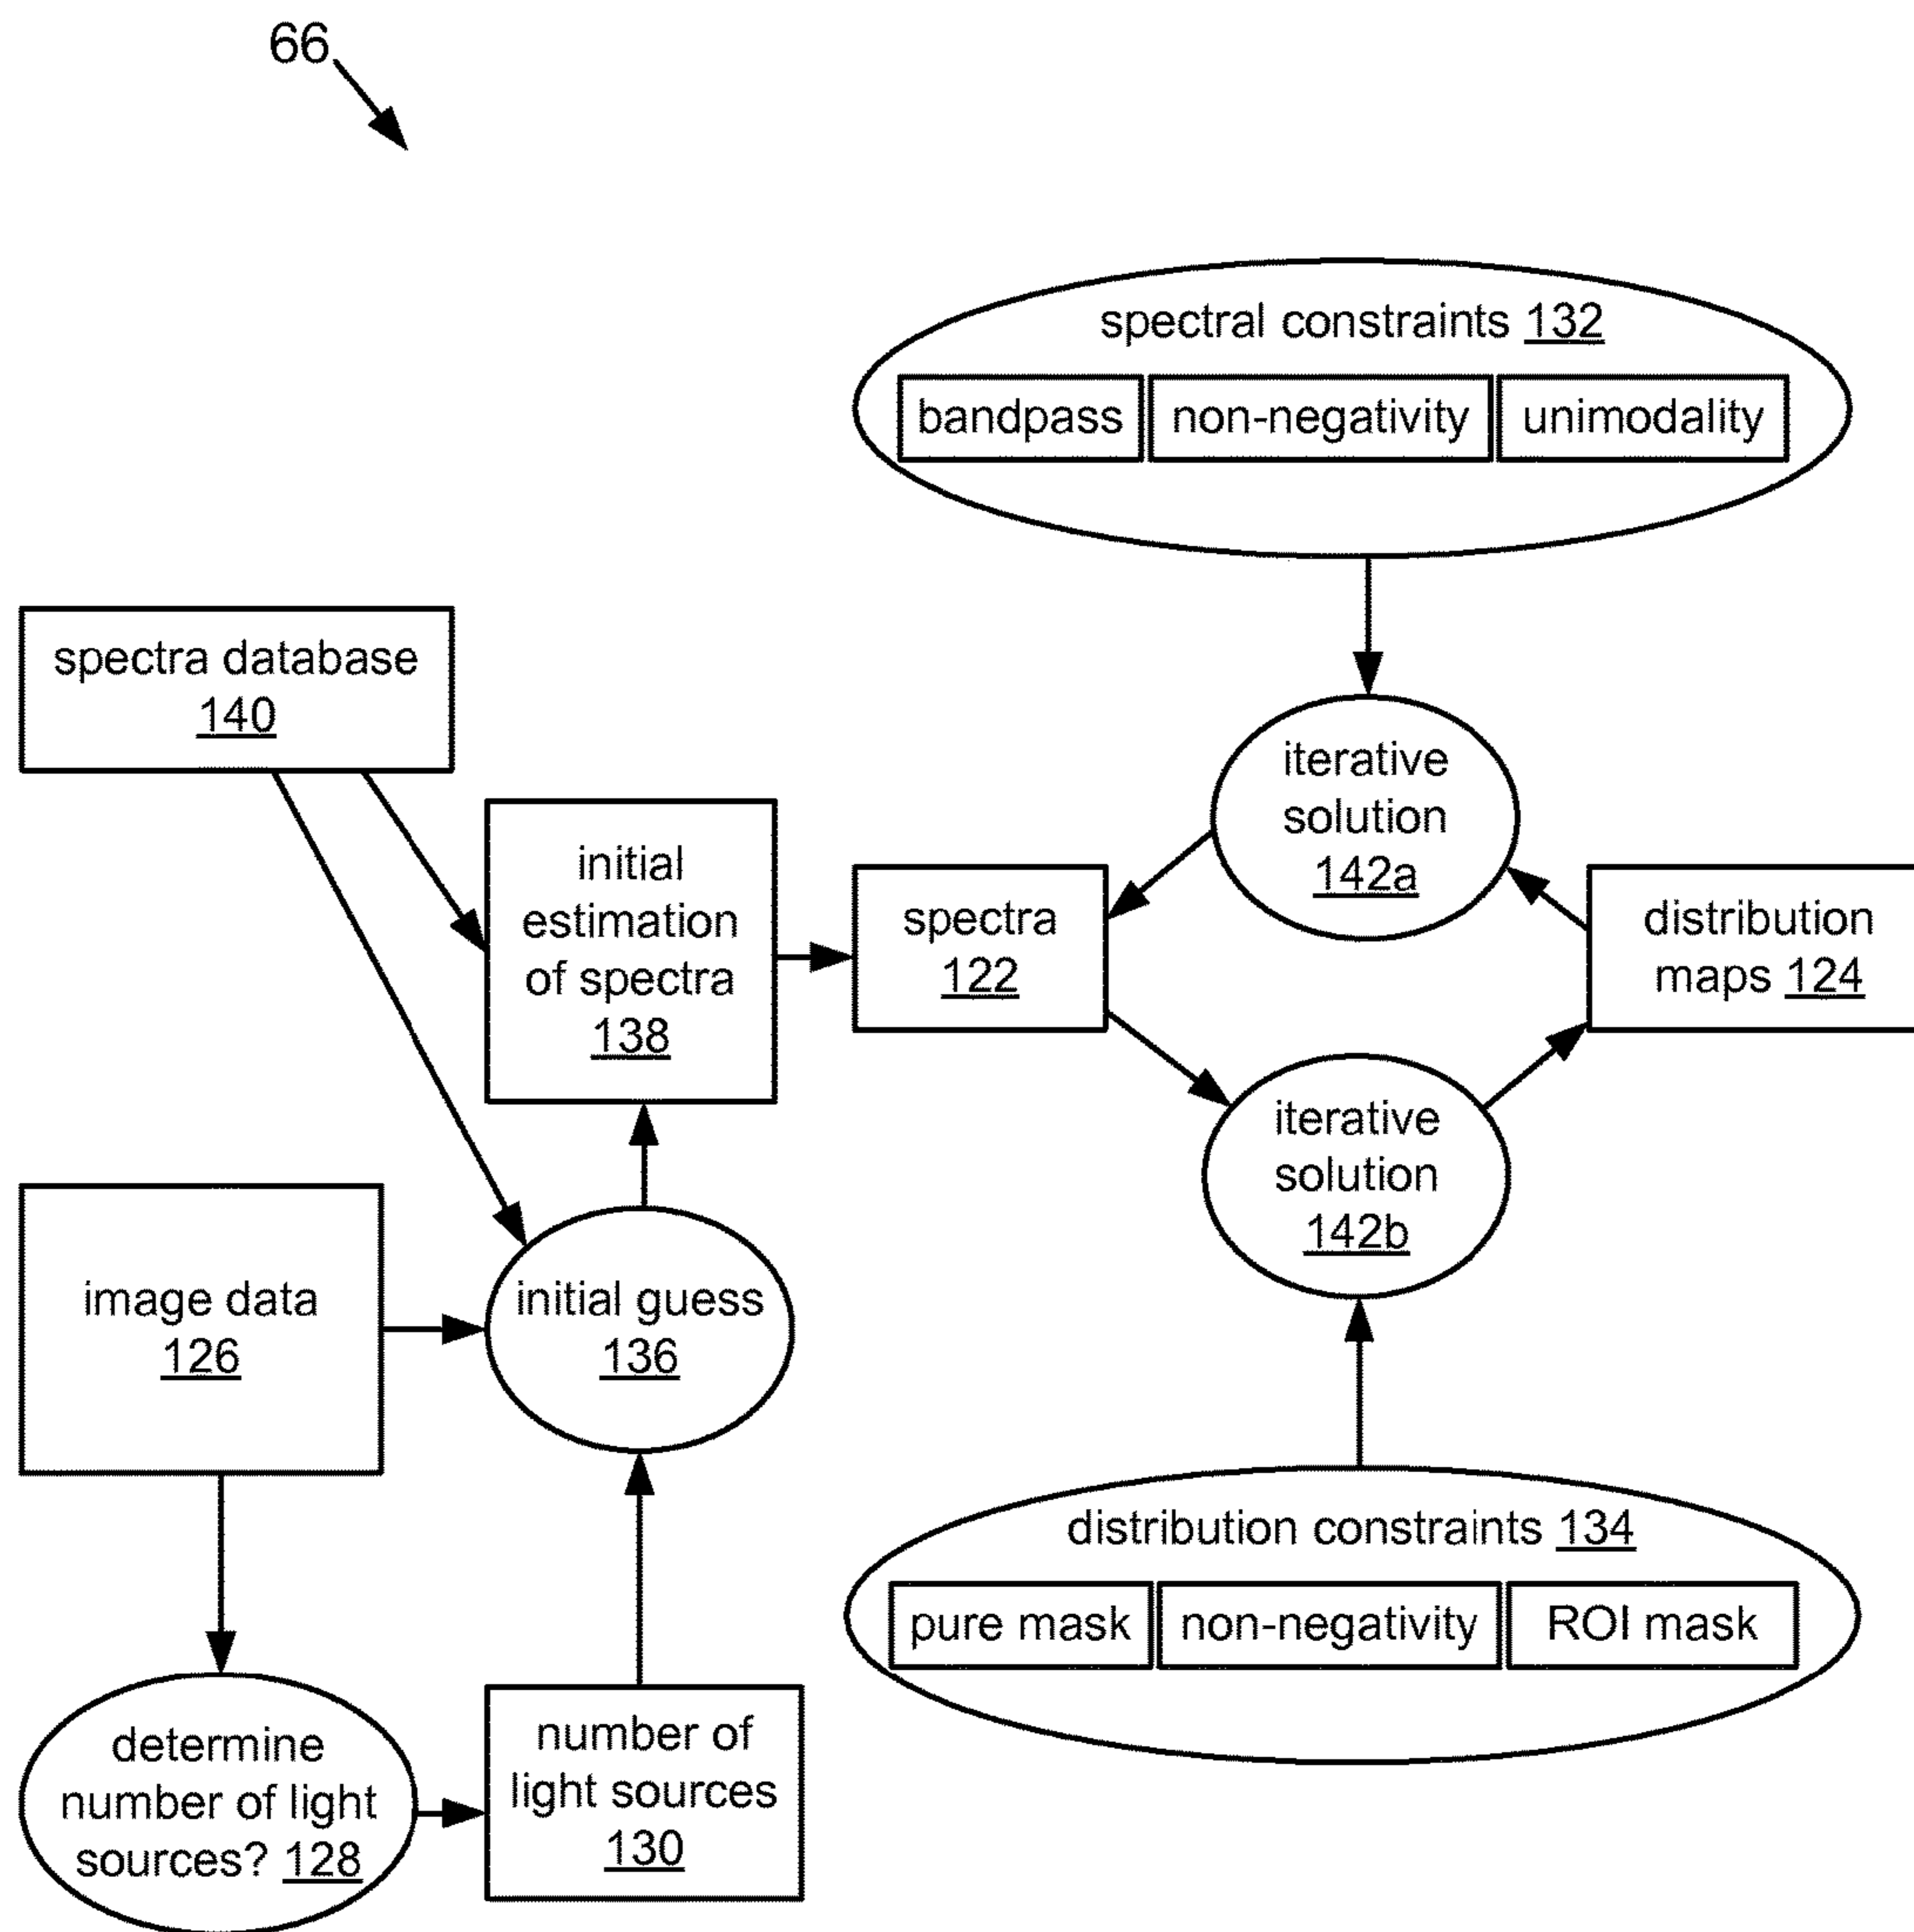 66
spectral constraints 132
bandpass
non-negativity
unimodality
spectra database
140
iterative
solution
142a
initial
estimation
of spectra
138
spectra
122
distribution
maps 124
iterative
solution
142b
image data
126
initial guess
136
distribution constraints 134
pure mask
non-negativity
ROI mask
determine
number of light
sources? 128
number of
light sources
130